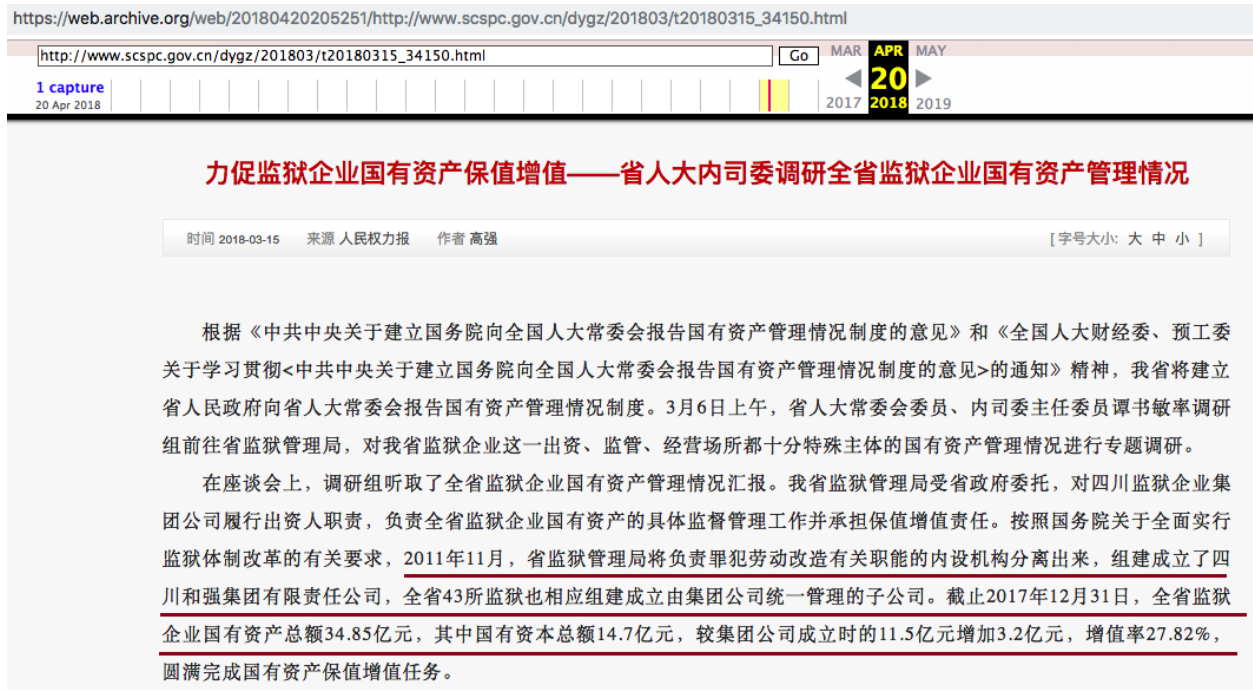 https://web.archive.org/web/20180420205251/http://www.scspc.gov.cn/dygz/201803/t20180315_34150.html
http://www.scspc.gov.cn/dygz/201803/t20180315_34150.html Go MAR APR MAY
1 capture 20
20 Apr 2018 2017 2018 2019
力促监狱企业国有资产保值增值——省人大内司委调研全省监狱企业国有资产管理情况
时间 2018-03-15 来源 人民权力报 作者 高强 [ 字号大小: 大 中 小 ]
根据《中共中央关于建立国务院向全国人大常委会报告国有资产管理情况制度的意见》和《全国人大财经委、预工委
关于学习贯彻<中共中央关于建立国务院向全国人大常委会报告国有资产管理情况制度的意见>的通知》精神，我省将建立
省人民政府向省人大常委会报告国有资产管理情况制度。3月6日上午，省人大常委会委员、内司委主任委员谭书敏率调研
组前往省监狱管理局，对我省监狱企业这一出资、监管、经营场所都十分特殊主体的国有资产管理情况进行专题调研。
在座谈会上，调研组听取了全省监狱企业国有资产管理情况汇报。我省监狱管理局受省政府委托，对四川监狱企业集
团公司履行出资人职责，负责全省监狱企业国有资产的具体监督管理工作并承担保值增值责任。按照国务院关于全面实行
监狱体制改革的有关要求，2011年11月，省监狱管理局将负责罪犯劳动改造有关职能的内设机构分离出来，组建成立了四
川和强集团有限责任公司，全省43所监狱也相应组建成立由集团公司统一管理的子公司。截止2017年12月31日，全省监狱
企业国有资产总额34.85亿元，其中国有资本总额14.7亿元，较集团公司成立时的11.5亿元增加3.2亿元，增值率27.82%，
圆满完成国有资产保值增值任务。